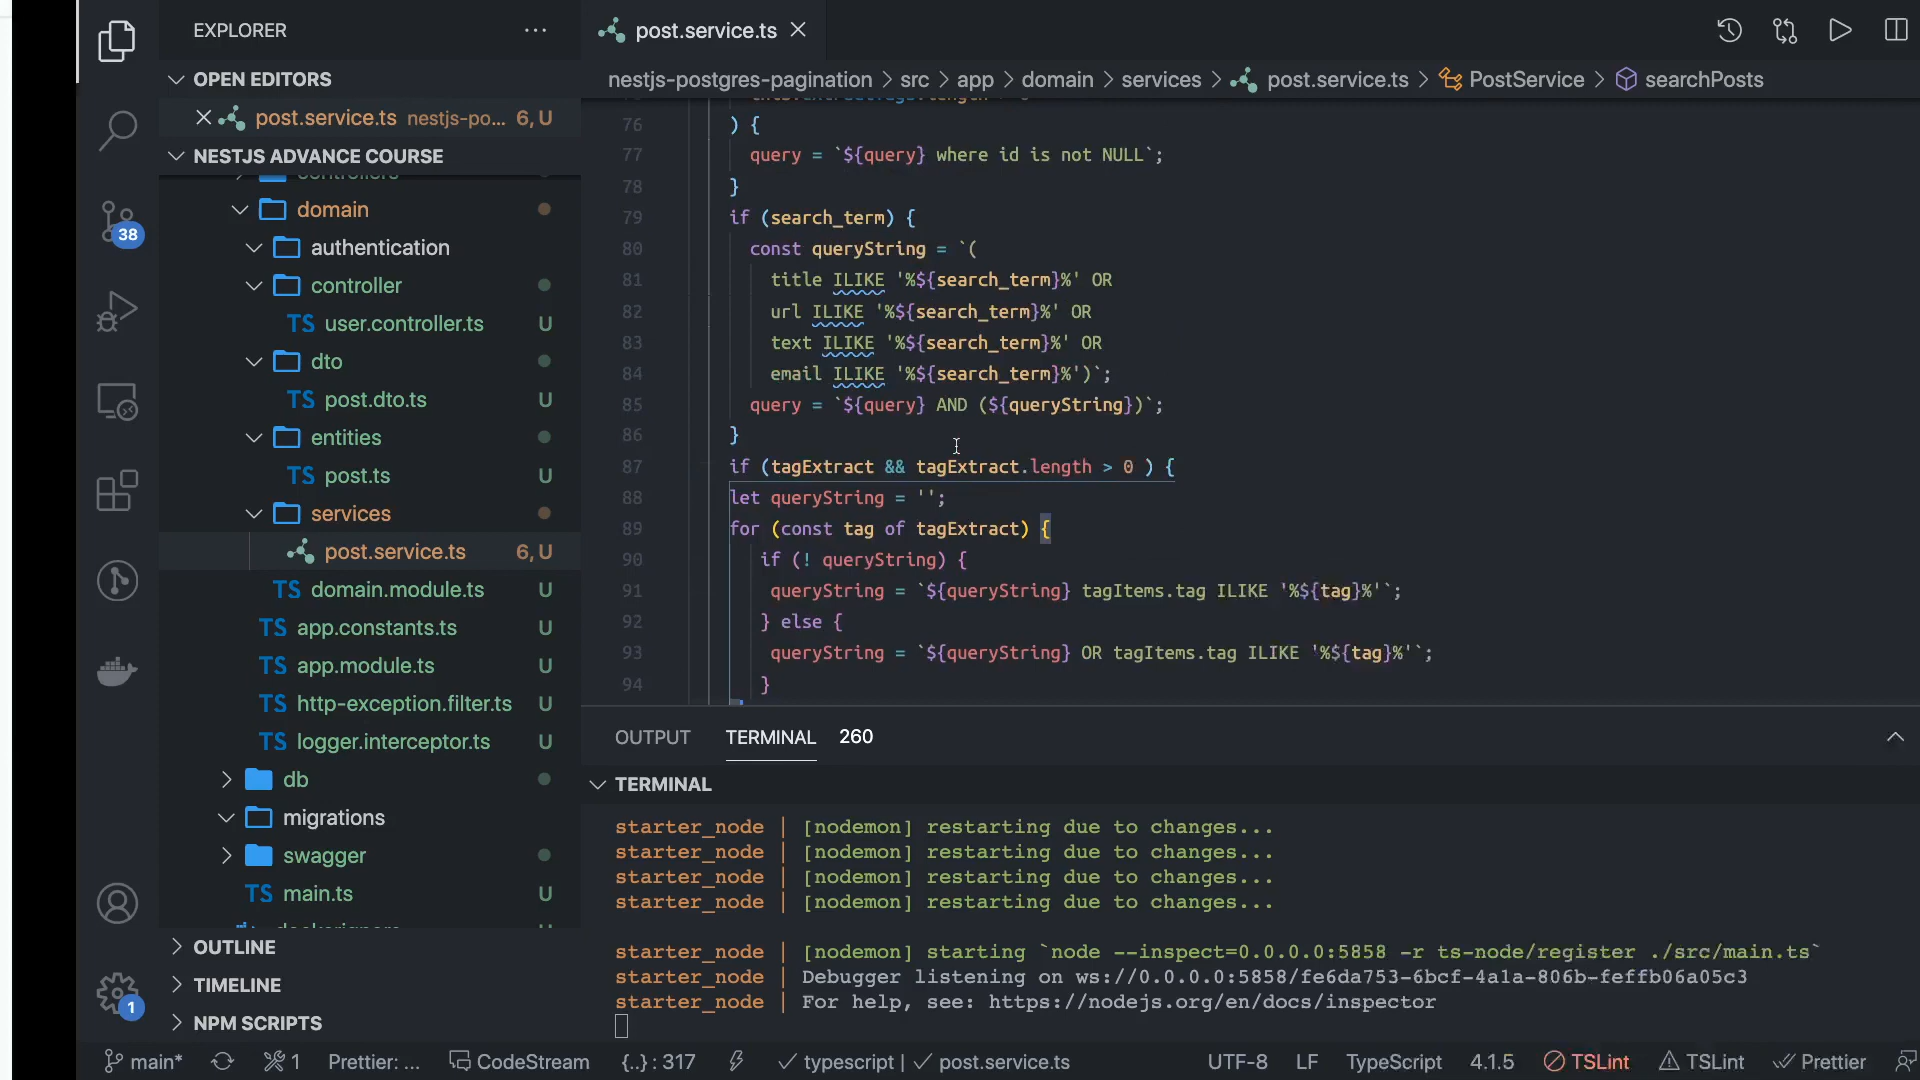 EXPLORER
OPEN EDITORS
post.service.ts nestjs-po... 6, U
NESTJS ADVANCE COURSE
controllers
domain
authentication
controller
TS user.controller.ts U
dto
TS post.dto.ts U
entities
TS post.ts U
services
post.service.ts 6, U
TS domain.module.ts U
TS app.constants.ts U
TS app.module.ts U
TS http-exception.filter.ts U
TS logger.interceptor.ts U
db
migrations
swagger
TS main.ts U
OUTLINE
TIMELINE
NPM SCRIPTS
38
1
post.service.ts
nestjs-postgres-pagination > src > app > domain > services > post.service.ts > PostService > searchPosts
76 ) {
77 query = `${query} where id is not NULL`;
78 }
79 if (search_term) {
80 const queryString = `(
81 title ILIKE '%${search_term}%' OR
82 url ILIKE '%${search_term}%' OR
83 text ILIKE '%${search_term}%' OR
84 email ILIKE '%${search_term}%')`;
85 query = `${query} AND (${queryString})`;
86 }
87 if (tagExtract && tagExtract.length > 0 ) {
88 let queryString = '';
89 for (const tag of tagExtract) {
90 if (! queryString) {
91 queryString = `${queryString} tagItems.tag ILIKE '%${tag}%'`;
92 } else {
93 queryString = `${queryString} OR tagItems.tag ILIKE '%${tag}%'`;
94 }
OUTPUT TERMINAL 260
TERMINAL
starter_node | [nodemon] restarting due to changes...
starter_node | [nodemon] restarting due to changes...
starter_node | [nodemon] restarting due to changes...
starter_node | [nodemon] restarting due to changes...
starter_node | [nodemon] starting `node --inspect=0.0.0.0:5858 -r ts-node/register ./src/main.ts`
starter_node | Debugger listening on ws://0.0.0.0:5858/fe6da753-6bcf-4a1a-806b-feffb06a05c3
starter_node | For help, see: https://nodejs.org/en/docs/inspector
main* 1 Prettier: ... CodeStream {..} : 317 typescript | post.service.ts UTF-8 LF TypeScript 4.1.5 TSLint TSLint Prettier